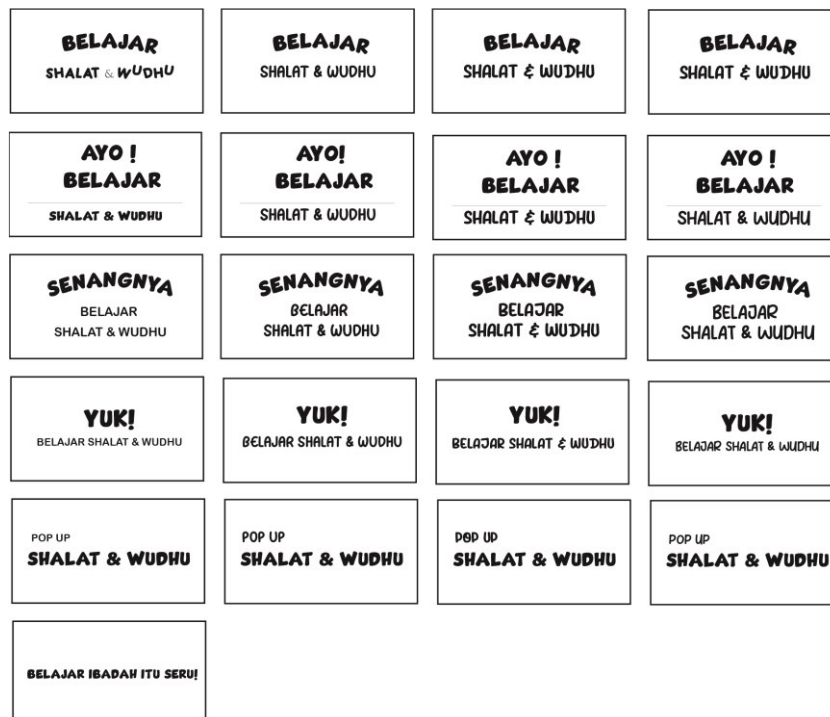 BELAJAR
SHALAT & WUDHU
BELAJAR
SHALAT & WUDHU
BELAJAR
SHALAT & WUDHU
BELAJAR
SHALAT & WUDHU
AYO !
BELAJAR
SHALAT & WUDHU
AYO!
BELAJAR
SHALAT & WUDHU
AYO !
BELAJAR
SHALAT & WUDHU
AYO !
BELAJAR
SHALAT & WUDHU
SENANGNYA
BELAJAR
SHALAT & WUDHU
SENANGNYA
BELAJAR
SHALAT & WUDHU
SENANGNYA
BELAJAR
SHALAT & WUDHU
SENANGNYA
BELAJAR
SHALAT & WUDHU
YUK!
BELAJAR SHALAT & WUDHU
YUK!
BELAJAR SHALAT & WUDHU
YUK!
BELAJAR SHALAT & WUDHU
YUK!
BELAJAR SHALAT & WUDHU
POP UP
SHALAT & WUDHU
POP UP
SHALAT & WUDHU
POP UP
SHALAT & WUDHU
POP UP
SHALAT & WUDHU
BELAJAR IBADAH ITU SERU!